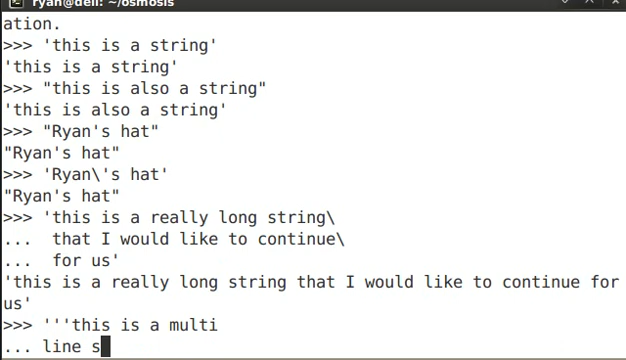 ryan@dell: ~/osmosis
ation.
>>> 'this is a string'
'this is a string'
>>> "this is also a string"
'this is also a string'
>>> "Ryan's hat"
"Ryan's hat"
>>> 'Ryan\'s hat'
"Ryan's hat"
>>> 'this is a really long string\
...  that I would like to continue\
...  for us'
'this is a really long string that I would like to continue for
us'
>>> '''this is a multi
... line s